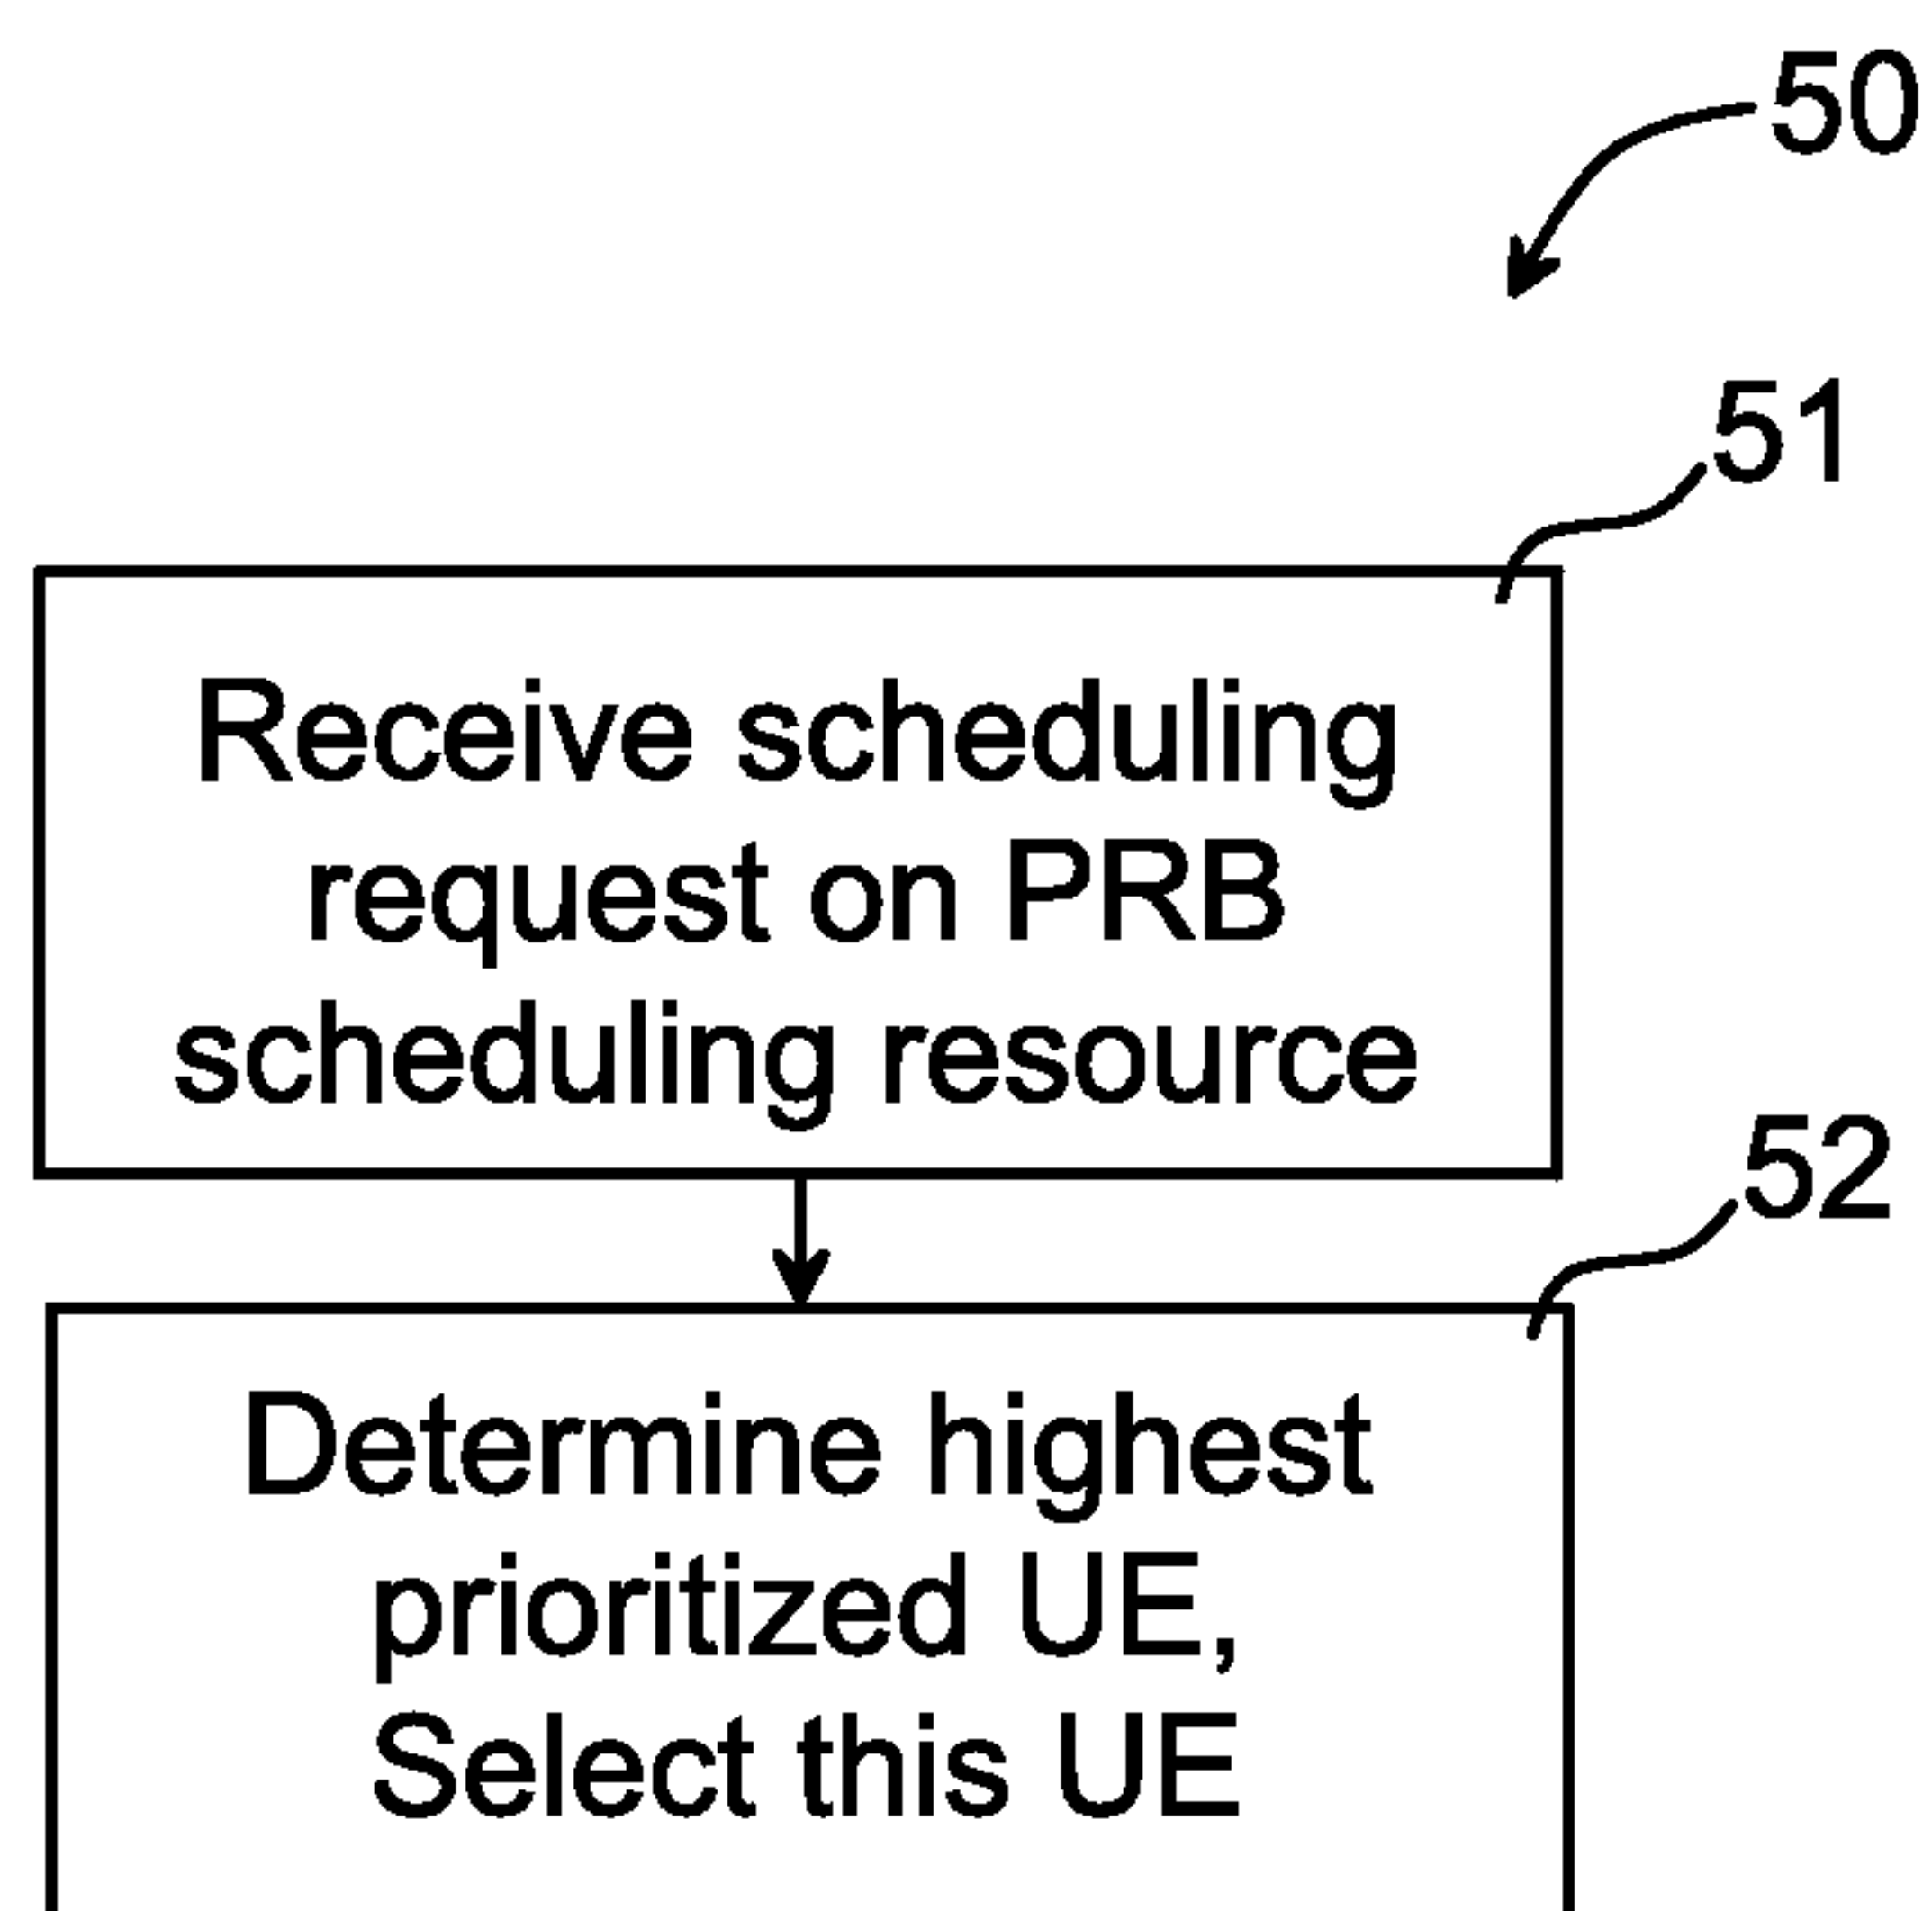 50
51
Receive scheduling
request on PRB
scheduling resource
52
Determine highest
prioritized UE,
Select this UE